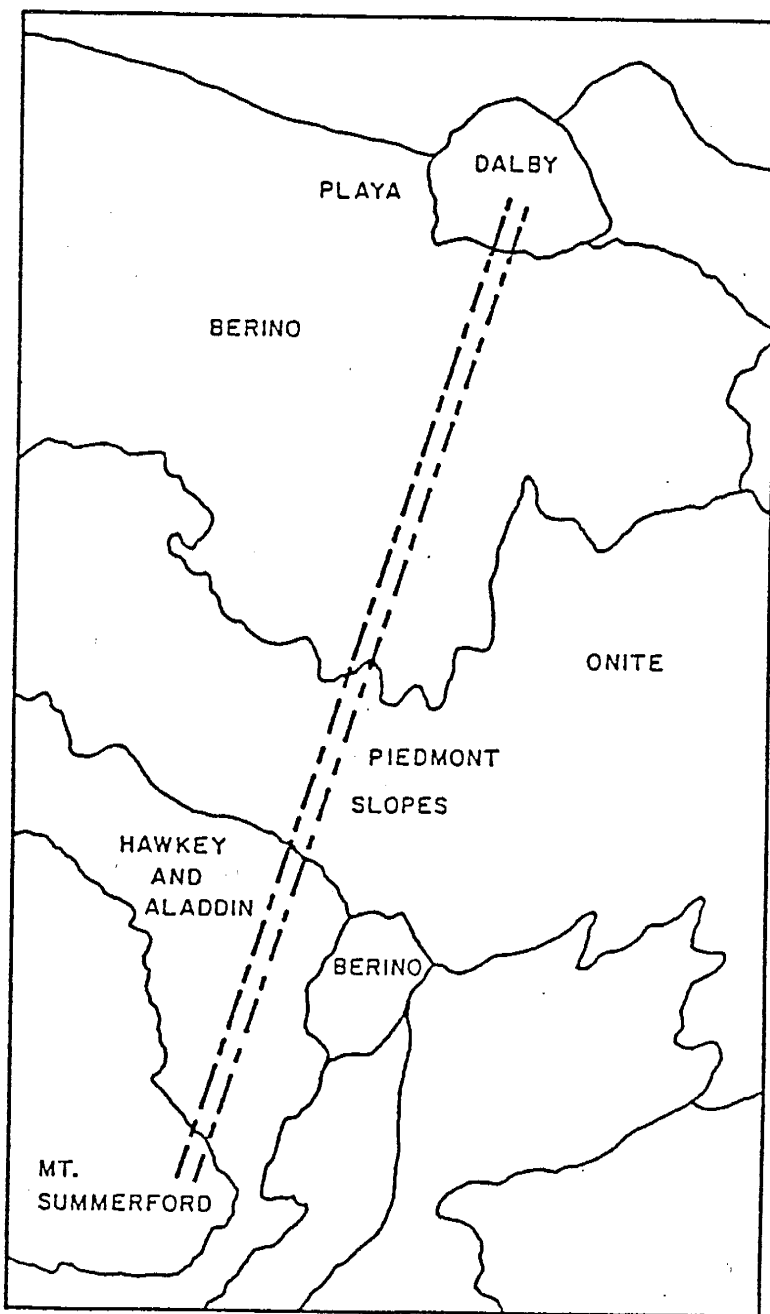 DALBY
PLAYA
BERINO
ONITE
PIEDMONT
SLOPES
HAWKEY
AND
ALADDIN
BERINO
MT.
SUMMERFORD